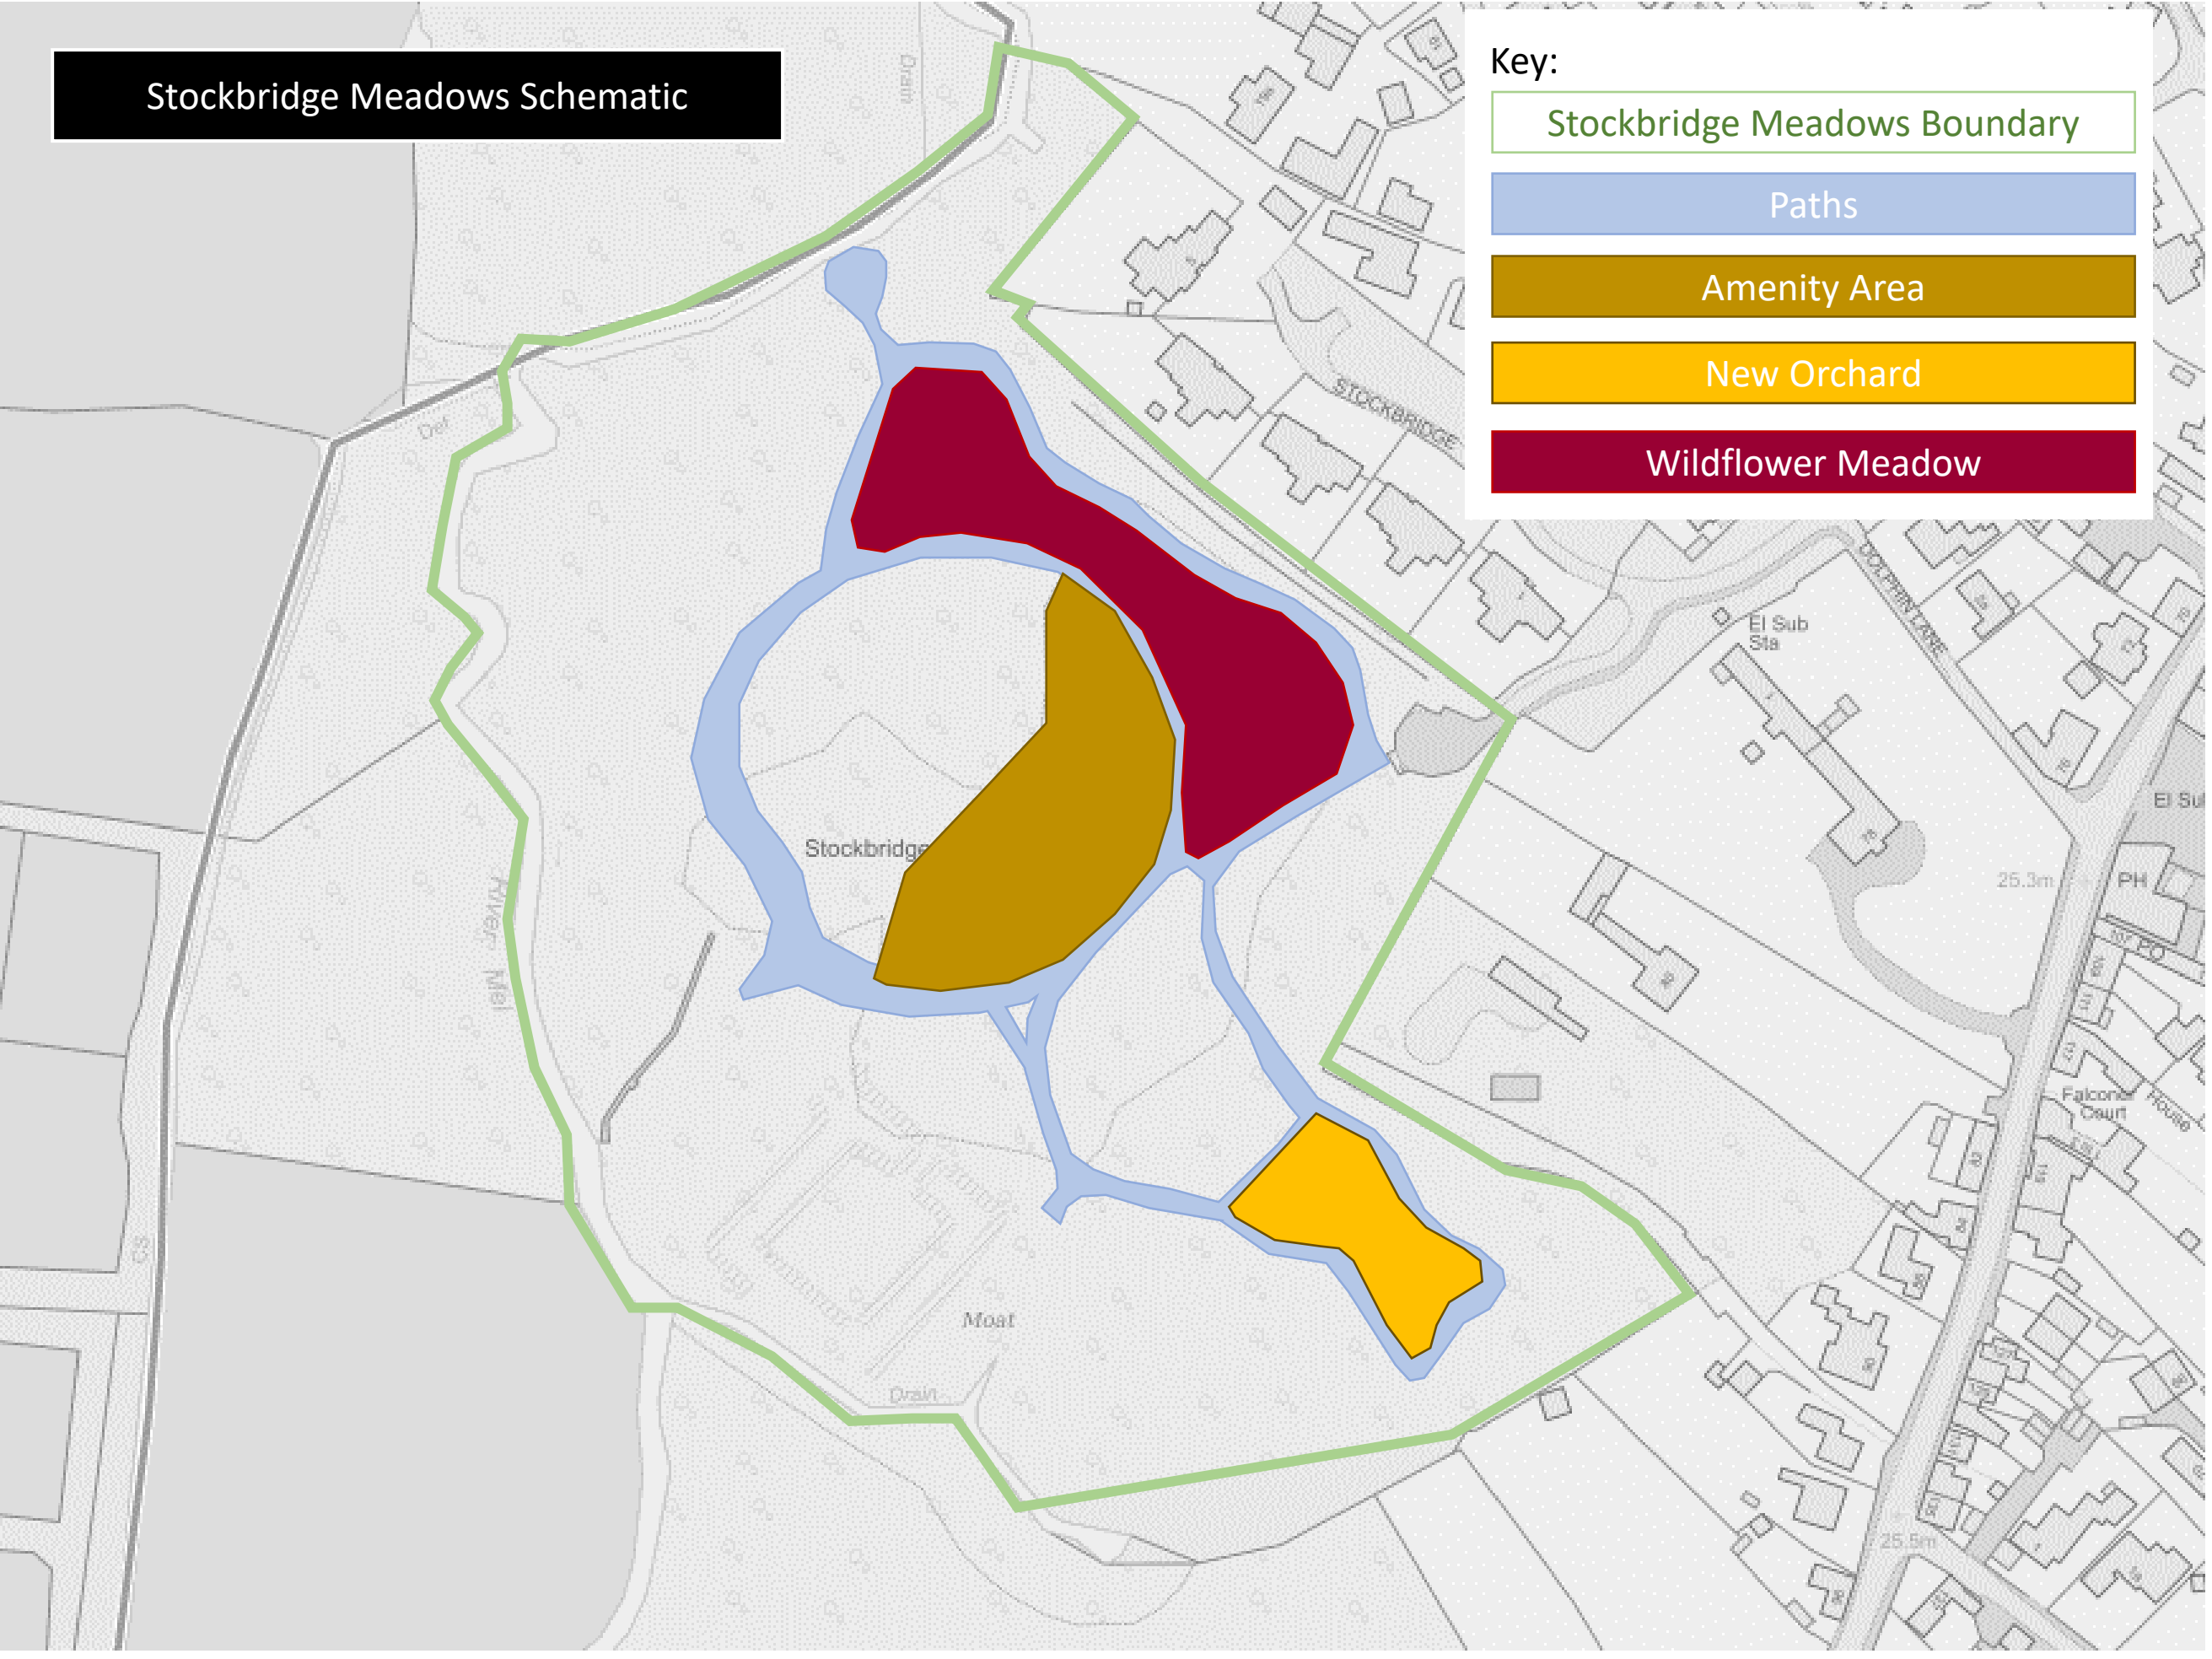 Stockbridge Meadows Schematic
Key:
Stockbridge Meadows Boundary
Paths
Amenity Area
New Orchard
Wildflower Meadow
Drain
Def
STOCKBRIDGE
DOLPHIN LANE
El Sub
Sta
El Su
Stockbridge
25.3m
PH
PO
River Mel
Falconer House
Court
CS
Moat
Drain
25.5m